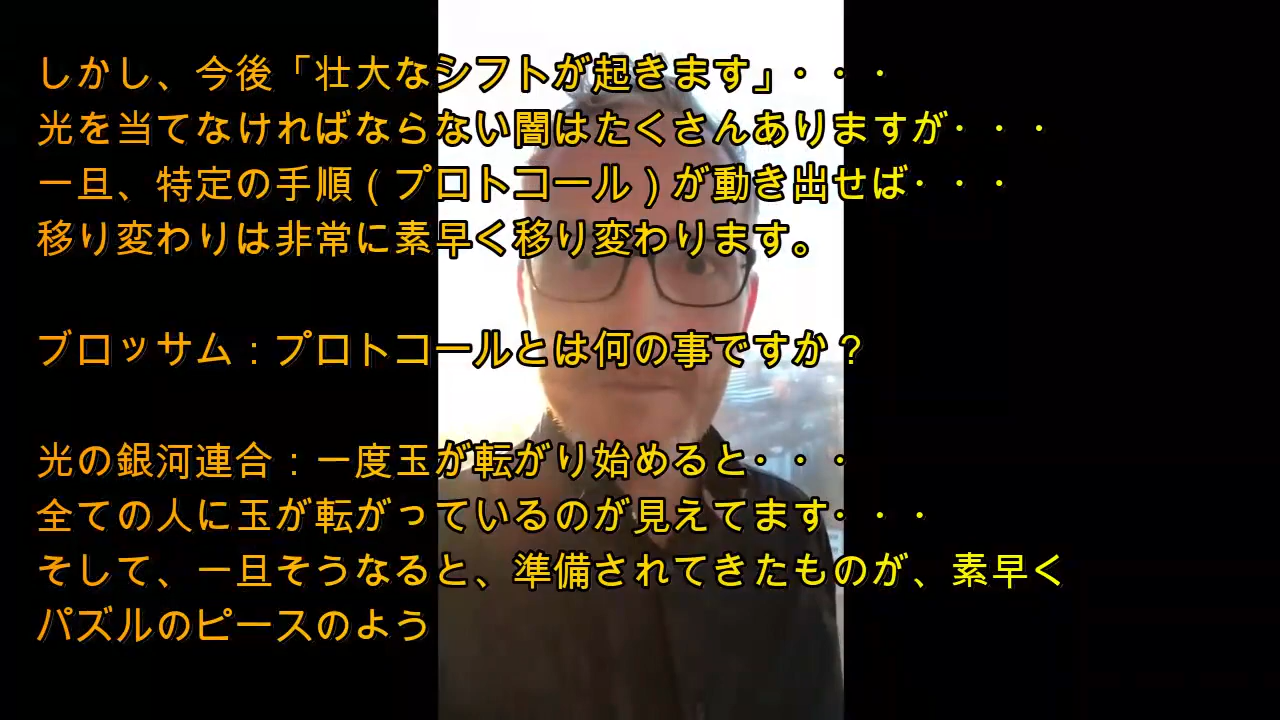 しかし、今後「壮大なシフトが起きます」・・・
光を当てなければならない闇はたくさんありますが・・・
一旦、特定の手順(プロトコール)が動き出せば・・・
移り変わりは非常に素早く移り変わります。
ブロッサム：プロトコールとは何の事ですか？
光の銀河連合：一度玉が転がり始めると・・・
全ての人に玉が転がっているのが見えてます・・・
そして、一旦そうなると、準備されてきたものが、素早く
パズルのピースのよう